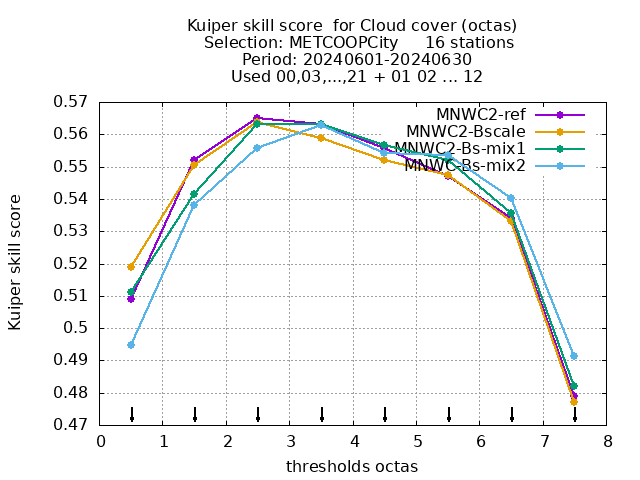 Kuiper skill score  for Cloud cover (octas)
Selection: METCOOPCity     16 stations
Period: 20240601-20240630
Used 00,03,...,21 + 01 02 ... 12
0.57
0.56
0.55
0.54
0.53
0.52
0.51
0.5
0.49
0.48
0.47
Kuiper skill score
MNWC2-ref
MNWC2-Bscale
MNWC2-Bs-mix1
MNWC-Bs-mix2
0 1 2 3 4 5 6 7 8
thresholds octas